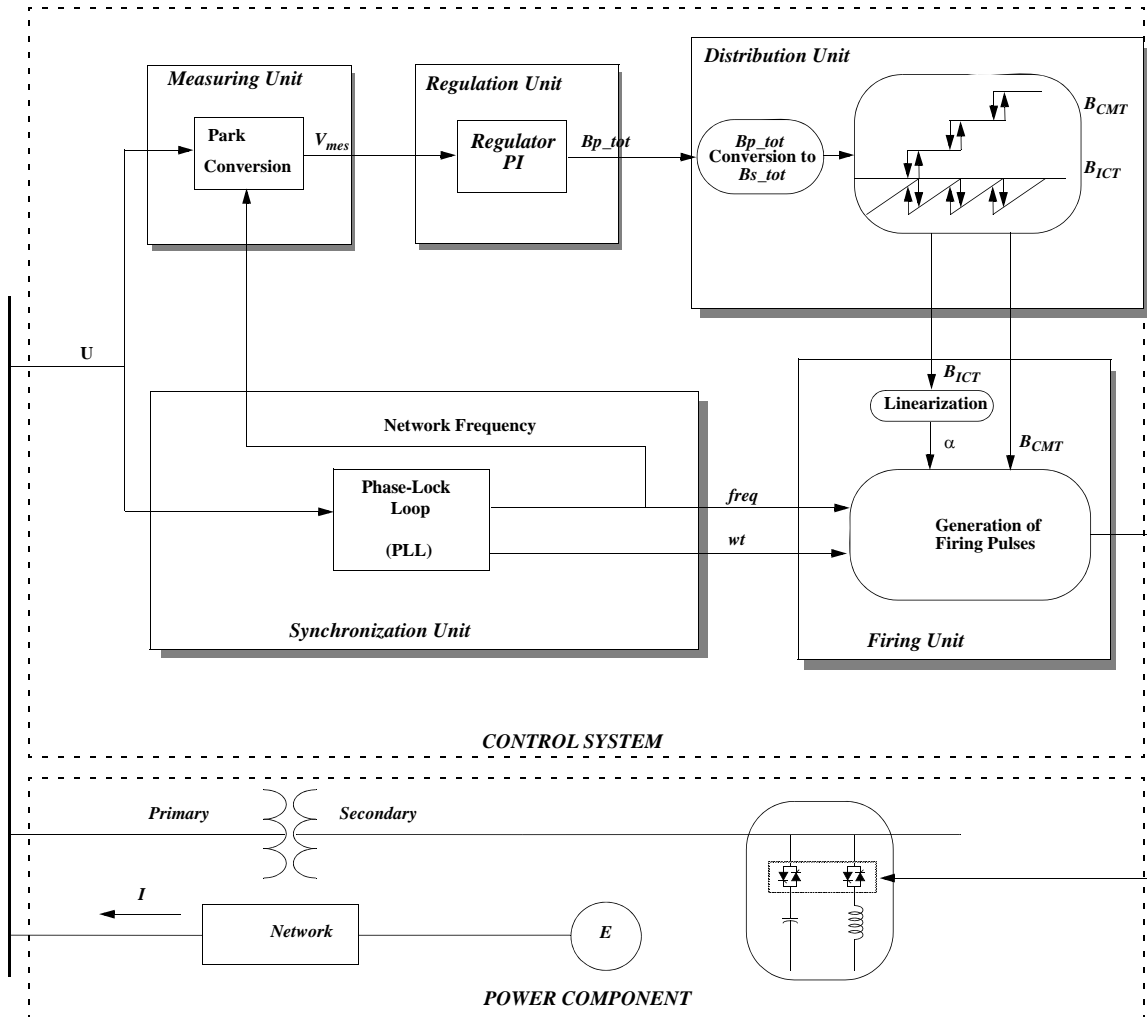 Distribution Unit
Measuring Unit
Regulation Unit
Park
Conversion
V_mes
Regulator
PI
Bp_tot
Bp_tot
Conversion to
Bs_tot
B_CMT
B_ICT
U
B_ICT
Linearization
α
B_CMT
Network Frequency
Phase-Lock
Loop
(PLL)
freq
wt
Generation of
Firing Pulses
Synchronization Unit
Firing Unit
CONTROL SYSTEM
Primary
Secondary
I
Network
E
POWER COMPONENT